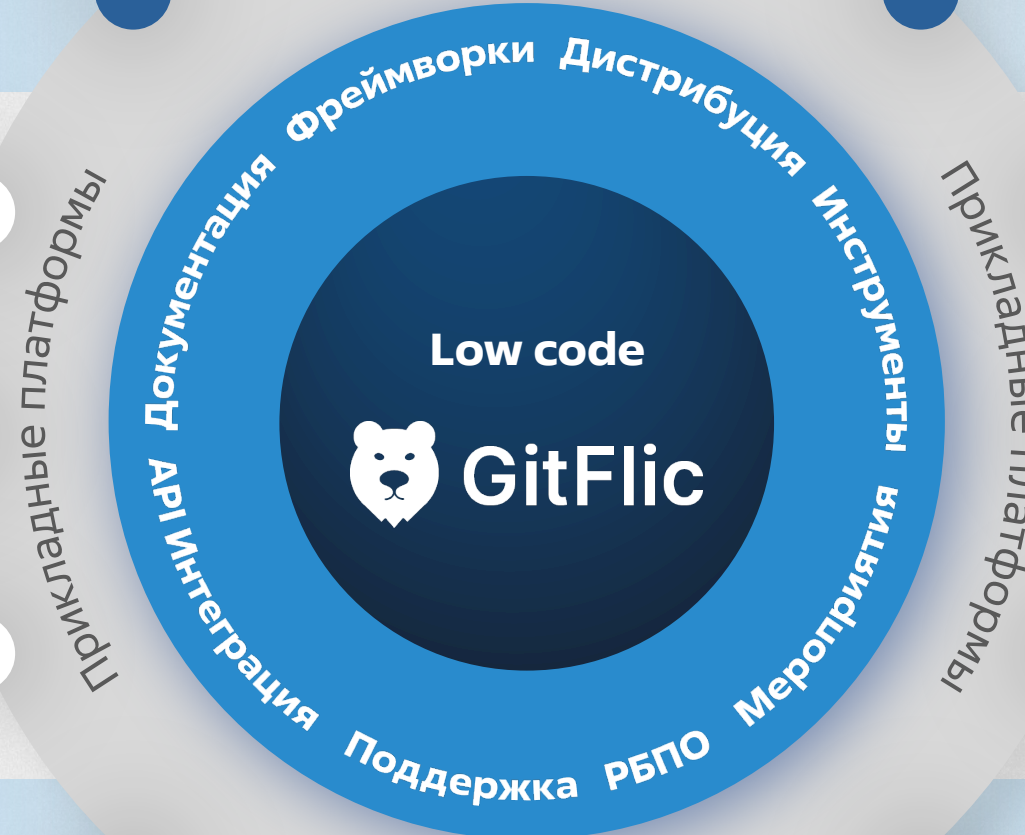 Фреймворки
Дистрибуция
Инструменты
Мероприятия
РБПО
Поддержка
API Интеграция
Документация
Low code
GitFlic
Прикладные платформы
Прикладные платформы